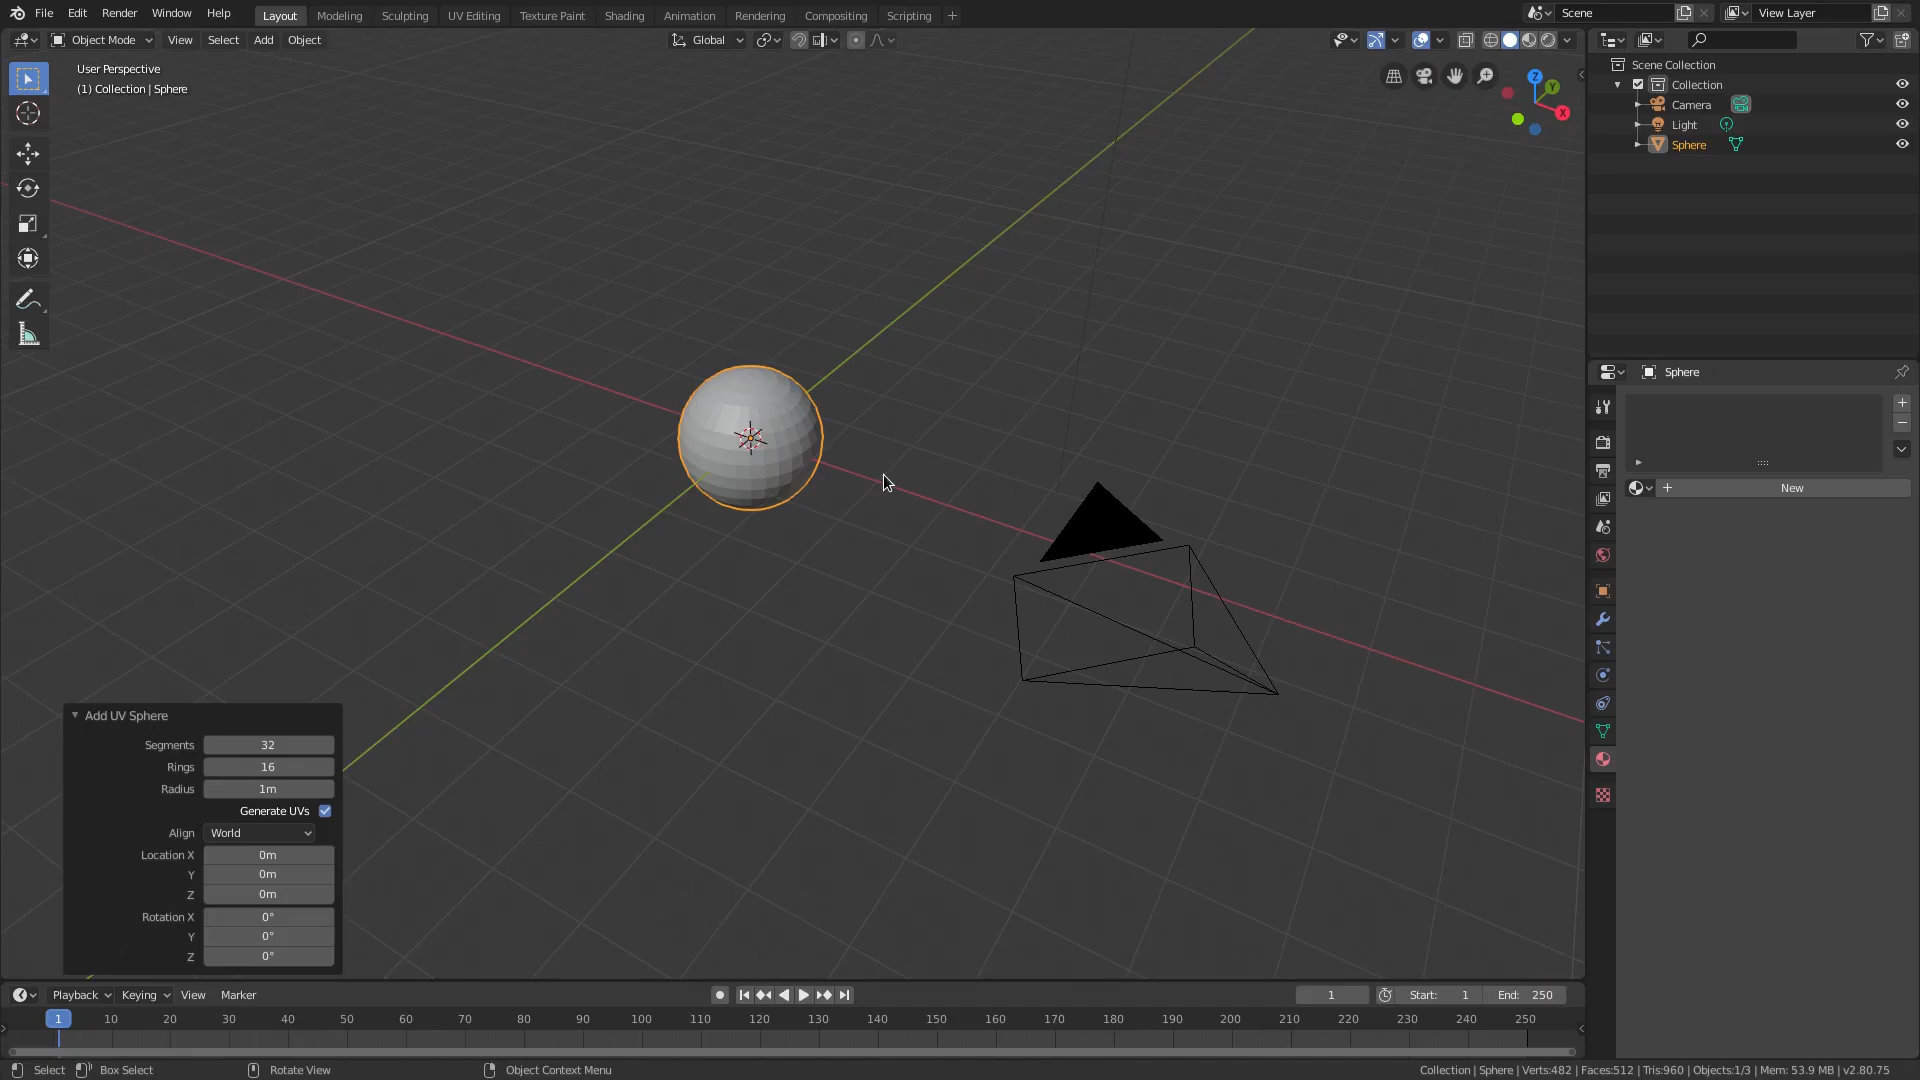 File Edit Render Window Help Layout Modeling Sculpting UV Editing Texture Paint Shading Animation Rendering Compositing Scripting + Scene View Layer
Object Mode View Select Add Object Global
User Perspective
(1) Collection | Sphere
Z Y X
Scene Collection
Collection
Camera
Light
Sphere
Sphere
New
Add UV Sphere
Segments 32
Rings 16
Radius 1m
Generate UVs
Align World
Location X 0m
Y 0m
Z 0m
Rotation X 0°
Y 0°
Z 0°
Playback Keying View Marker 1 Start: 1 End: 250
1 10 20 30 40 50 60 70 80 90 100 110 120 130 140 150 160 170 180 190 200 210 220 230 240 250
Select Box Select Rotate View Object Context Menu Collection | Sphere | Verts:482 | Faces:512 | Tris:960 | Objects:1/3 | Mem: 53.9 MB | v2.80.75